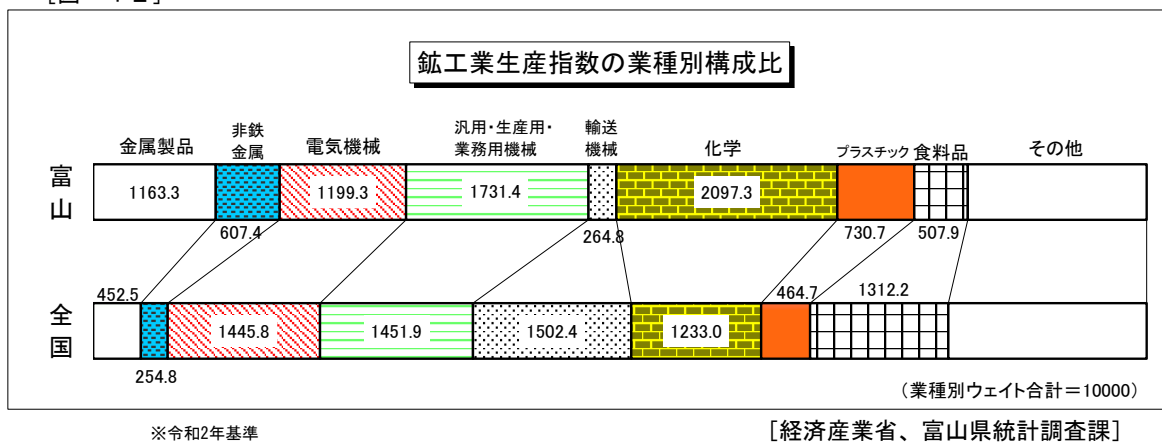 鉱工業生産指数の業種別構成比
金属製品
非鉄
金属
電気機械
汎用・生産用・
業務用機械
輸送
機械
化学
プラスチック
食料品
その他
富山
1163.3
607.4
1199.3
1731.4
264.8
2097.3
730.7
507.9
全国
452.5
254.8
1445.8
1451.9
1502.4
1233.0
464.7
1312.2
(業種別ウェイト合計=10000)
※令和2年基準
[経済産業省、富山県統計調査課]